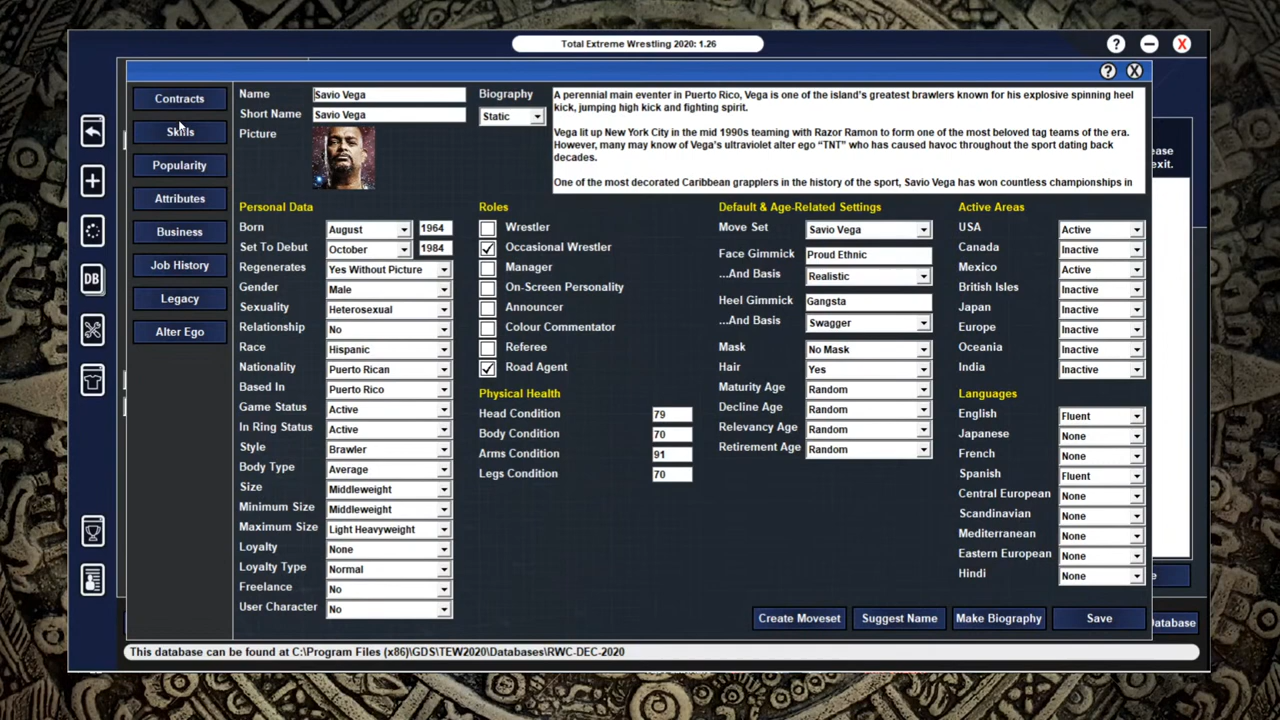 Total Extreme Wrestling 2020: 1.26
?
X
?
X
Contracts
Skills
Popularity
Attributes
Business
Job History
Legacy
Alter Ego
DB
Name
Savio Vega
Short Name
Savio Vega
Picture
Biography
Static
A perennial main eventer in Puerto Rico, Vega is one of the island's greatest brawlers known for his explosive spinning heel
kick, jumping high kick and fighting spirit.
Vega lit up New York City in the mid 1990s teaming with Razor Ramon to form one of the most beloved tag teams of the era.
However, many may know of Vega's ultraviolet alter ego “TNT” who has caused havoc throughout the sport dating back
decades.
One of the most decorated Caribbean grapplers in the history of the sport, Savio Vega has won countless championships in
Personal Data
Born August 1964
Set To Debut October 1984
Regenerates Yes Without Picture
Gender Male
Sexuality Heterosexual
Relationship No
Race Hispanic
Nationality Puerto Rican
Based In Puerto Rico
Game Status Active
In Ring Status Active
Style Brawler
Body Type Average
Size Middleweight
Minimum Size Middleweight
Maximum Size Light Heavyweight
Loyalty None
Loyalty Type Normal
Freelance No
User Character No
Roles
Wrestler
Occasional Wrestler
Manager
On-Screen Personality
Announcer
Colour Commentator
Referee
Road Agent
Physical Health
Head Condition 79
Body Condition 70
Arms Condition 91
Legs Condition 70
Default & Age-Related Settings
Move Set Savio Vega
Face Gimmick Proud Ethnic
...And Basis Realistic
Heel Gimmick Gangsta
...And Basis Swagger
Mask No Mask
Hair Yes
Maturity Age Random
Decline Age Random
Relevancy Age Random
Retirement Age Random
Active Areas
USA Active
Canada Inactive
Mexico Active
British Isles Inactive
Japan Inactive
Europe Inactive
Oceania Inactive
India Inactive
Languages
English Fluent
Japanese None
French None
Spanish Fluent
Central European None
Scandinavian None
Mediterranean None
Eastern European None
Hindi None
Create Moveset
Suggest Name
Make Biography
Save
ease
exit.
e
Database
This database can be found at C:\Program Files (x86)\GDS\TEW2020\Databases\RWC-DEC-2020